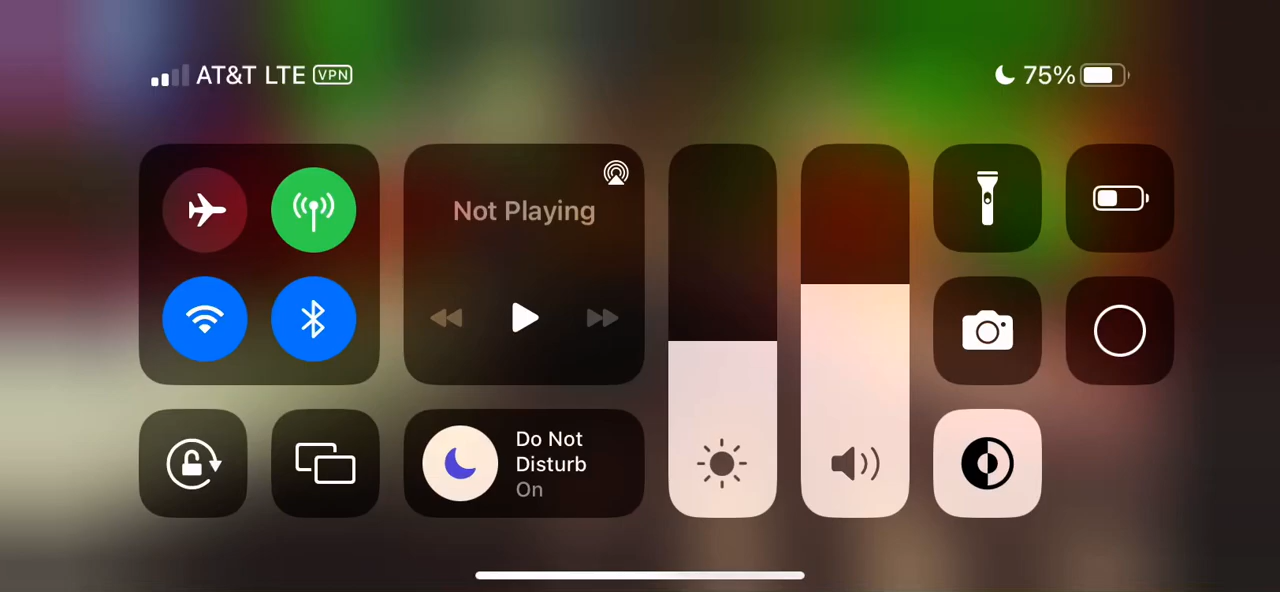 AT&T LTE VPN
75%
Not Playing
Do Not
Disturb
On